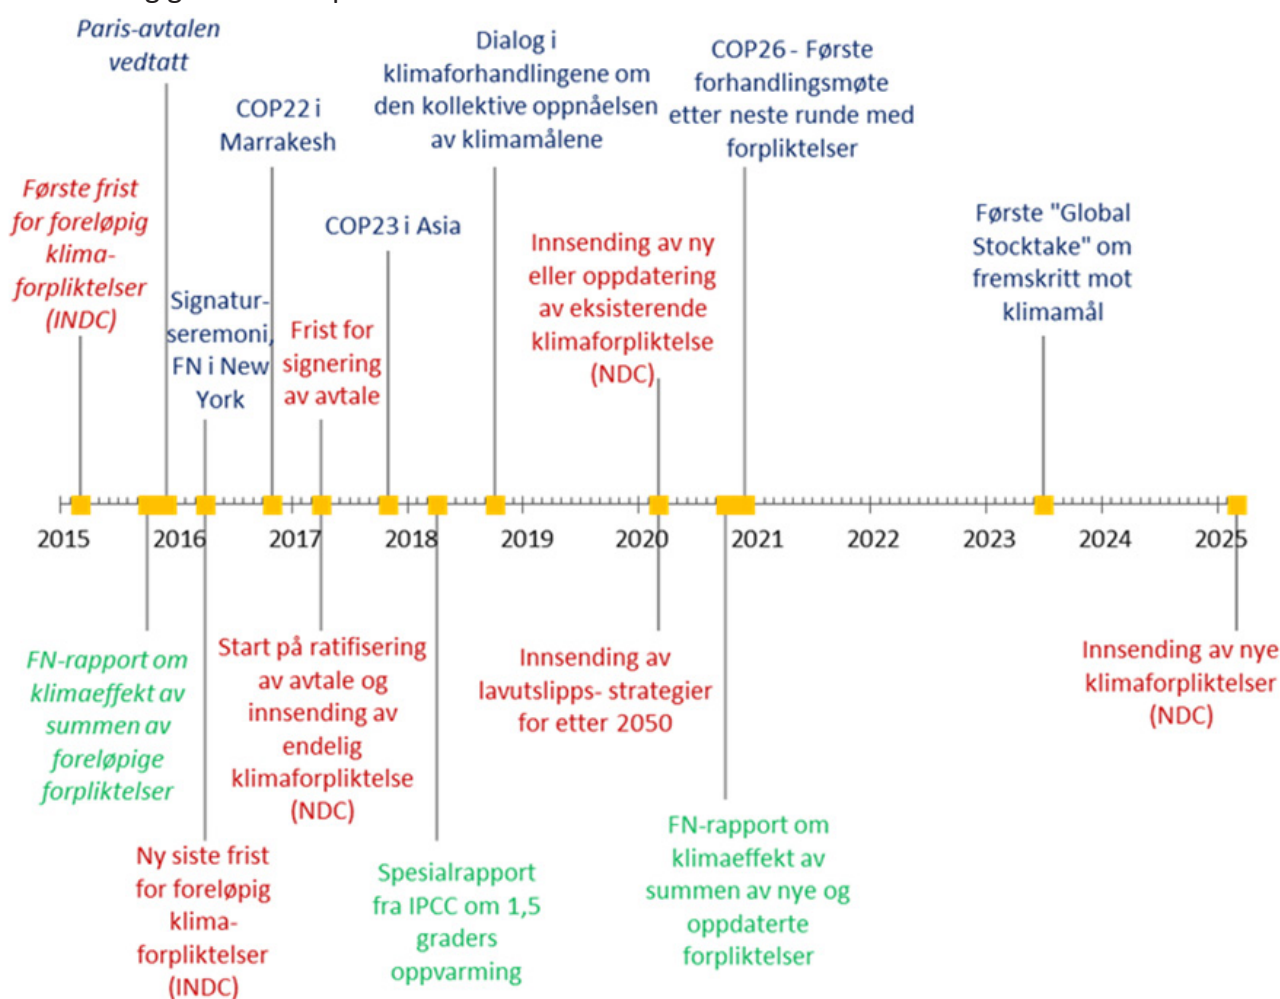 Paris-avtalen
vedtatt
COP22 i
Marrakesh
Dialog i
klimaforhandlingene om
den kollektive oppnåelsen
av klimamålene
COP26 - Første
forhandlingsmøte
etter neste runde med
forpliktelser
Første frist
for foreløpig
klima-
forpliktelser
(INDC)
Signatur-
seremoni,
FN i New
York
Frist for
signering
av avtale
COP23 i Asia
Innsending av ny
eller oppdatering
av eksisterende
klimaforpliktelse
(NDC)
Første "Global
Stocktake" om
fremskritt mot
klimamål
2015 2016 2017 2018 2019 2020 2021 2022 2023 2024 2025
FN-rapport om
klimaeffekt av
summen av
foreløpige
forpliktelser
Ny siste frist
for foreløpig
klima-
forpliktelser
(INDC)
Start på ratifisering
av avtale og
innsending av
endelig
klimaforpliktelse
(NDC)
Spesialrapport
fra IPCC om 1,5
graders
oppvarming
Innsending av
lavutslipps- strategier
for etter 2050
FN-rapport om
klimaeffekt av
summen av nye og
oppdaterte
forpliktelser
Innsending av nye
klimaforpliktelser
(NDC)